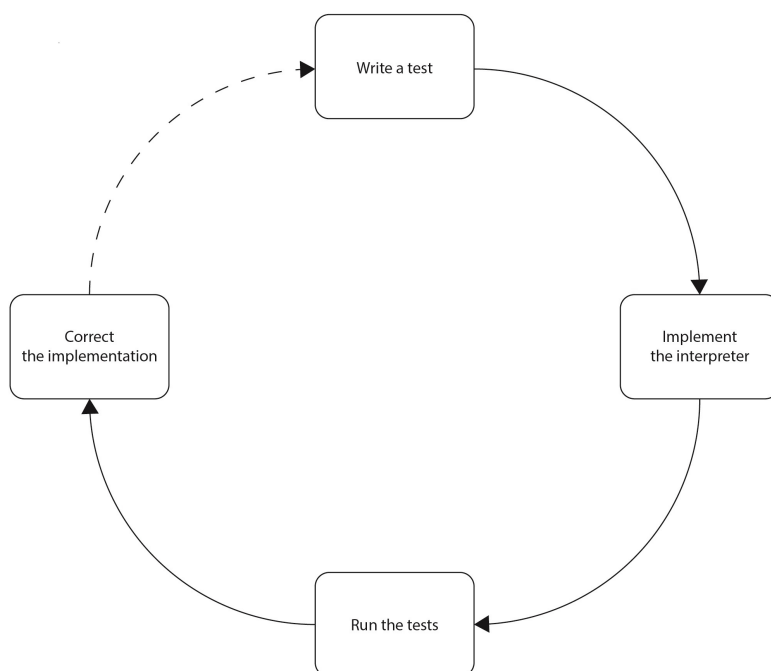 Write a test
Correct
the implementation
Implement
the interpreter
Run the tests